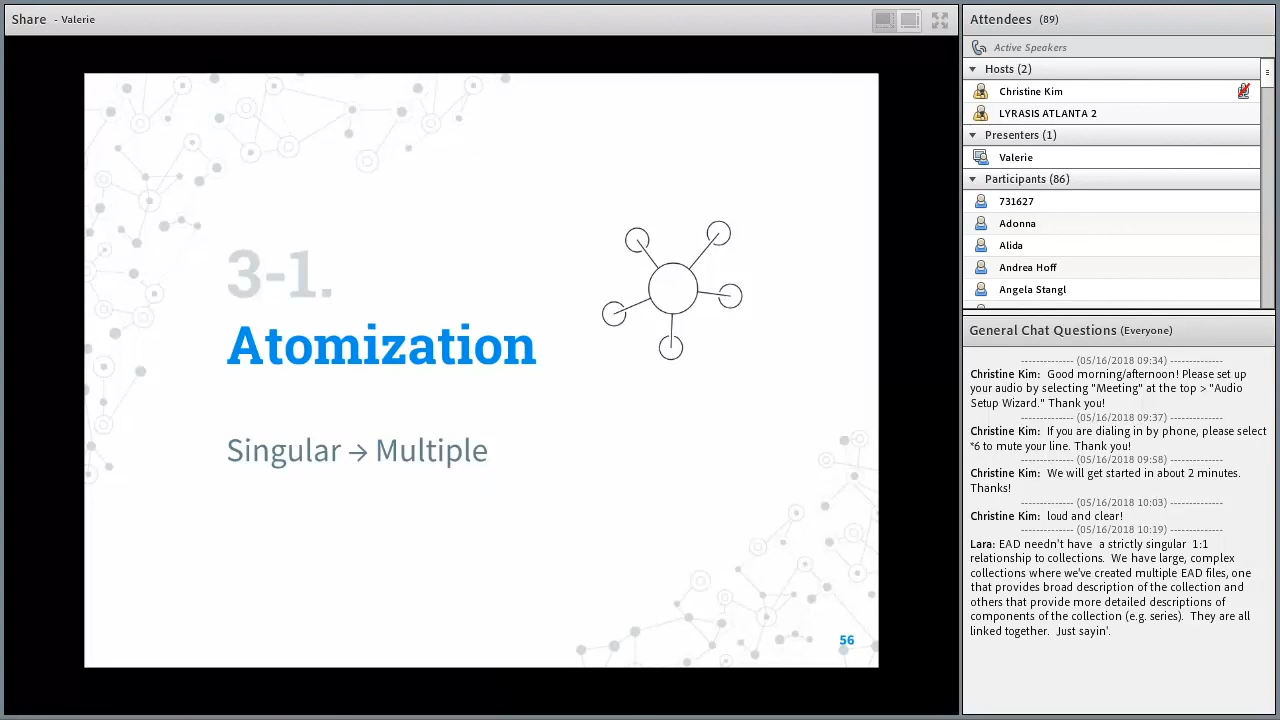 Share - Valerie
3-1.
Atomization
Singular → Multiple
56
Attendees (89)
Active Speakers
Hosts (2)
Christine Kim
LYRASIS ATLANTA 2
Presenters (1)
Valerie
Participants (86)
731627
Adonna
Alida
Andrea Hoff
Angela Stangl
General Chat Questions (Everyone)
------------- (05/16/2018 09:34) -------------
Christine Kim: Good morning/afternoon! Please set up
your audio by selecting "Meeting" at the top > "Audio
Setup Wizard." Thank you!
------------- (05/16/2018 09:37) -------------
Christine Kim: If you are dialing in by phone, please select
*6 to mute your line. Thank you!
------------- (05/16/2018 09:58) -------------
Christine Kim: We will get started in about 2 minutes.
Thanks!
------------- (05/16/2018 10:03) -------------
Christine Kim: loud and clear!
------------- (05/16/2018 10:19) -------------
Lara: EAD needn't have a strictly singular 1:1
relationship to collections. We have large, complex
collections where we've created multiple EAD files, one
that provides broad description of the collection and
others that provide more detailed descriptions of
components of the collection (e.g. series). They are all
linked together. Just sayin'.